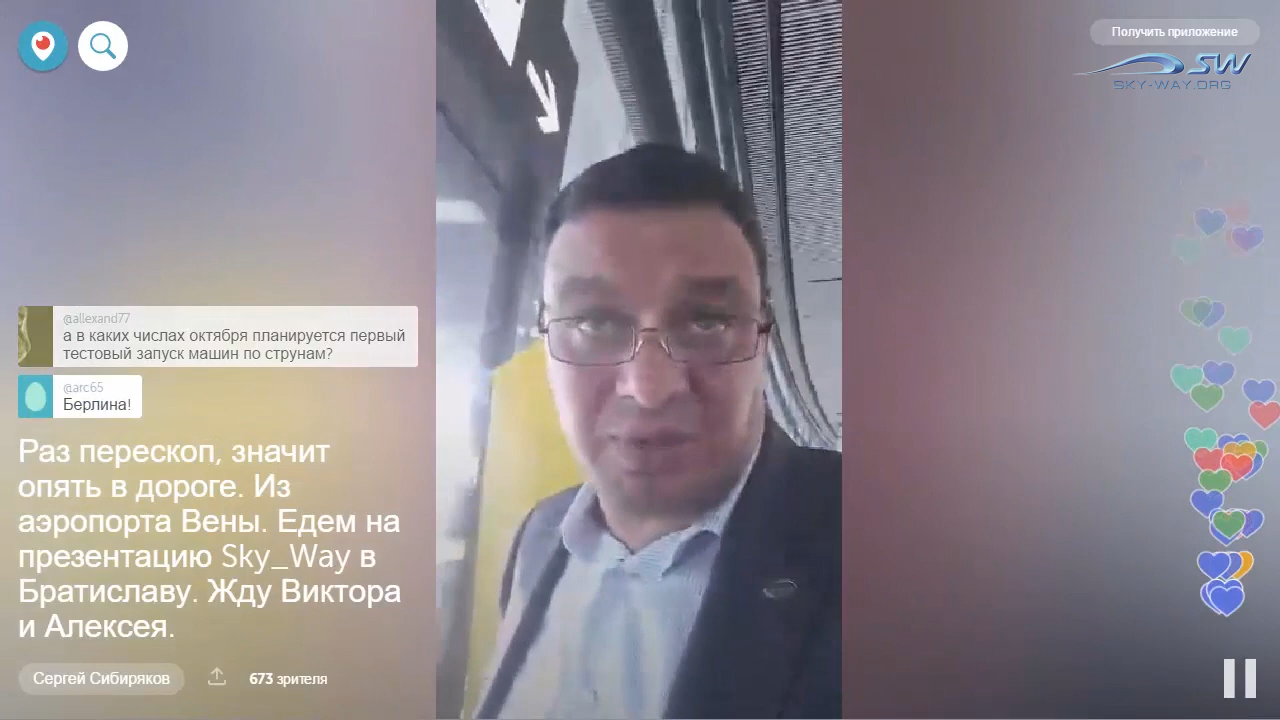 Получить приложение
SW
SKY-WAY.ORG
@allexand77
а в каких числах октября планируется первый
тестовый запуск машин по струнам?
@arc65
Берлина!
Раз перескоп, значит
опять в дороге. Из
аэропорта Вены. Едем на
презентацию Sky_Way в
Братиславу. Жду Виктора
и Алексея.
Сергей Сибиряков
673 зрителя